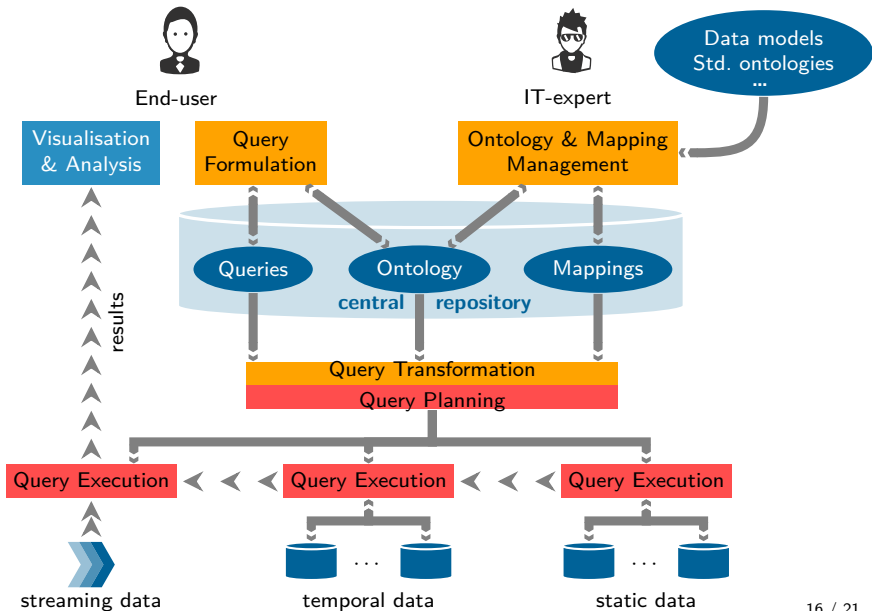 Data models
Std. ontologies
...
End-user
IT-expert
Visualisation
& Analysis
Query
Formulation
Ontology & Mapping
Management
Queries
Ontology
Mappings
central repository
results
Query Transformation
Query Planning
Query Execution
Query Execution
Query Execution
...
...
streaming data
temporal data
static data
16 / 21